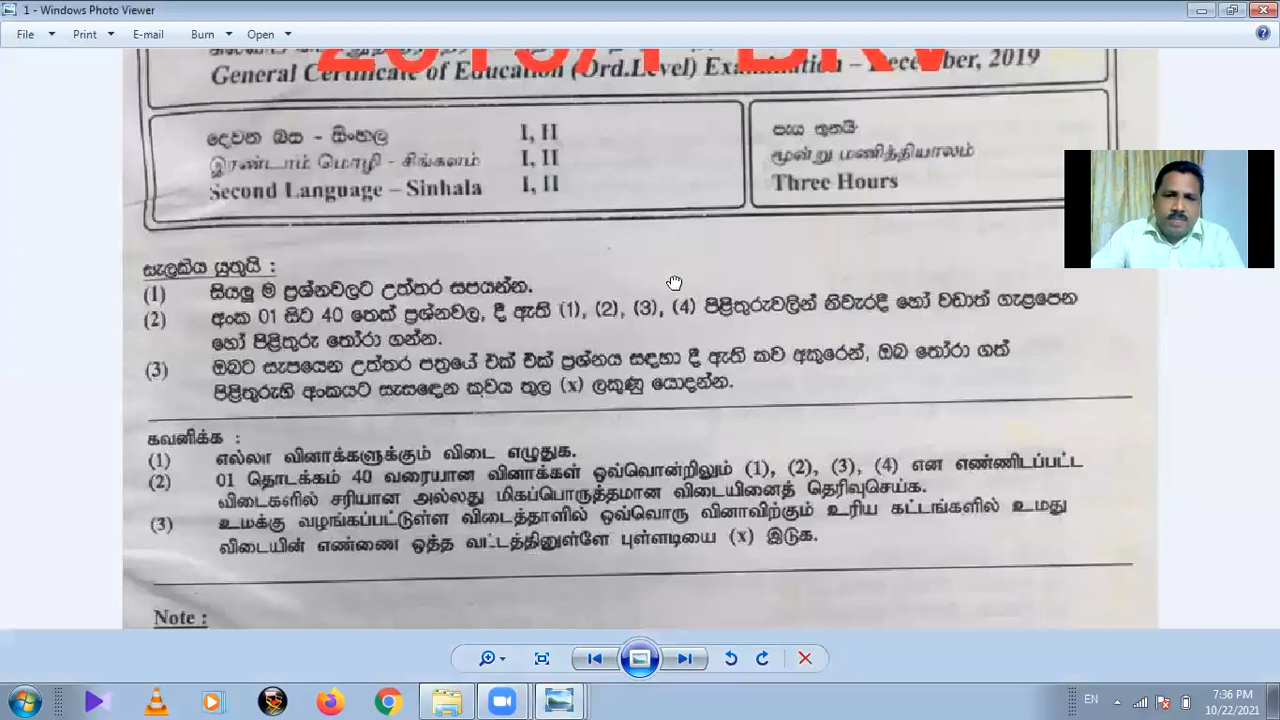 1 - Windows Photo Viewer
File Print E-mail Burn Open
General Certificate of Education (Ord.Level) Examination – December, 2019
දෙවන බස - සිංහල I, II
இரண்டாம் மொழி - சிங்களம் I, II
Second Language – Sinhala I, II
පැය තුනයි
மூன்று மணித்தியாலம்
Three Hours
සැලකිය යුතුයි :
(1) සියලු ම ප්‍රශ්නවලට උත්තර සපයන්න.
(2) අංක 01 සිට 40 තෙක් ප්‍රශ්නවල, දී ඇති (1), (2), (3), (4) පිළිතුරුවලින් නිවැරදි හෝ වඩාත් ගැළපෙන
හෝ පිළිතුරු තෝරා ගන්න.
(3) ඔබට සැපයෙන උත්තර පත්‍රයේ එක් එක් ප්‍රශ්නය සඳහා දී ඇති කව අකුරෙන්, ඔබ තෝරා ගත්
පිළිතුරෙහි අංකයට සැසඳෙන කවය තුල (x) ලකුණු යොදන්න.
கவனிக்க :
(1) எல்லா வினாக்களுக்கும் விடை எழுதுக.
(2) 01 தொடக்கம் 40 வரையான வினாக்கள் ஒவ்வொன்றிலும் (1), (2), (3), (4) என எண்ணிடப்பட்ட
விடைகளில் சரியான அல்லது மிகப்பொருத்தமான விடையினைத் தெரிவுசெய்க.
(3) உமக்கு வழங்கப்பட்டுள்ள விடைத்தாளில் ஒவ்வொரு வினாவிற்கும் உரிய கட்டங்களில் உமது
விடையின் எண்ணை ஒத்த வட்டத்தினுள்ளே புள்ளடியை (x) இடுக.
Note :
EN
7:36 PM
10/22/2021